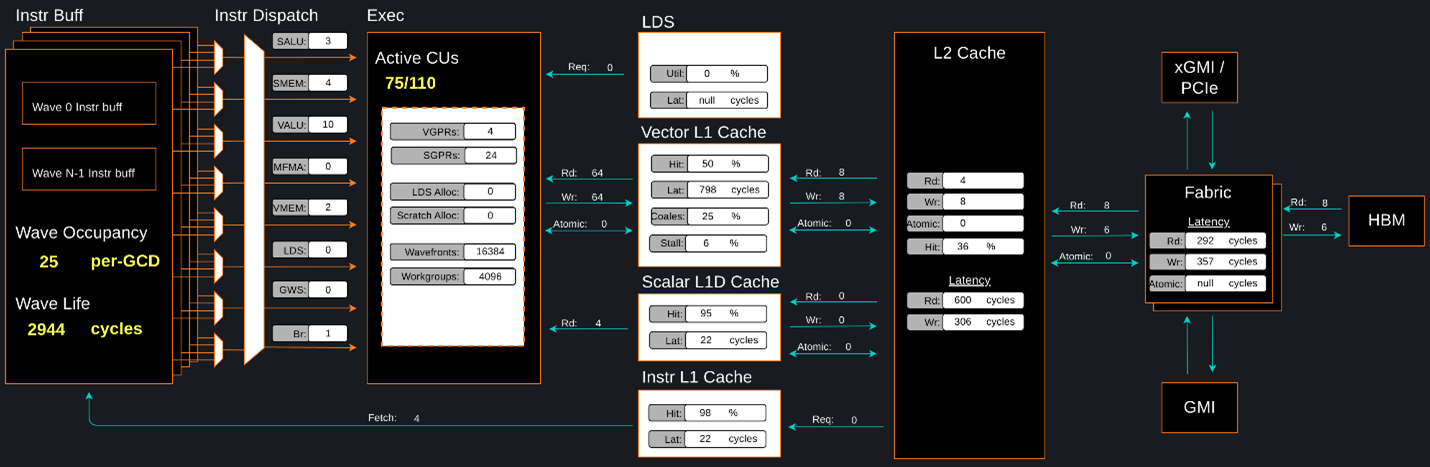 Instr Buff
Wave 0 Instr buff
Wave N-1 Instr buff
Wave Occupancy
25 per-GCD
Wave Life
2944 cycles
Instr Dispatch
SALU: 3
SMEM: 4
VALU: 10
MFMA: 0
VMEM: 2
LDS: 0
GWS: 0
Br: 1
Exec
Active CUs
75/110
VGPRs: 4
SGPRs: 24
LDS Alloc: 0
Scratch Alloc: 0
Wavefronts: 16384
Workgroups: 4096
Req: 0
Rd: 64
Wr: 64
Atomic: 0
Rd: 4
Fetch: 4
LDS
Util: 0 %
Lat: null cycles
Vector L1 Cache
Hit: 50 %
Lat: 798 cycles
Coales: 25 %
Stall: 6 %
Scalar L1D Cache
Hit: 95 %
Lat: 22 cycles
Instr L1 Cache
Hit: 98 %
Lat: 22 cycles
Rd: 8
Wr: 8
Atomic: 0
Rd: 0
Wr: 0
Atomic: 0
Req: 0
L2 Cache
Rd: 4
Wr: 8
Atomic: 0
Hit: 36 %
Latency
Rd: 600 cycles
Wr: 306 cycles
Rd: 8
Wr: 6
Atomic: 0
xGMI /
PCIe
Fabric
Latency
Rd: 292 cycles
Wr: 357 cycles
Atomic: null cycles
GMI
Rd: 8
Wr: 6
HBM